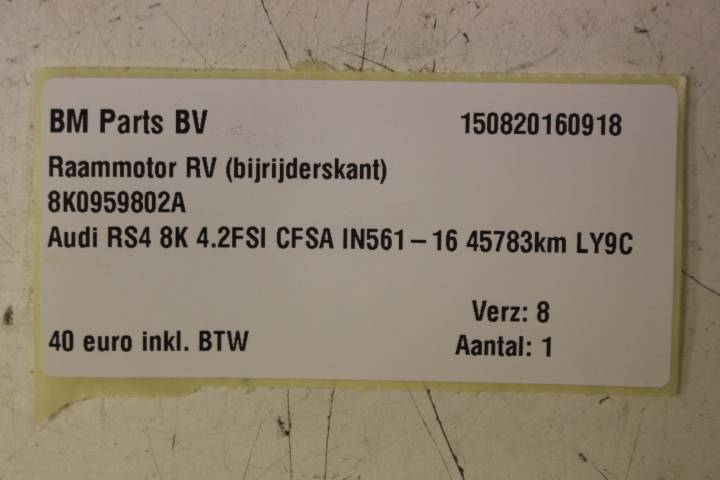 BM Parts BV 150820160918
Raammotor RV (bijrijderskant)
8K0959802A
Audi RS4 8K 4.2FSI CFSA IN561-16 45783km LY9C
Verz: 8
40 euro inkl. BTW Aantal: 1